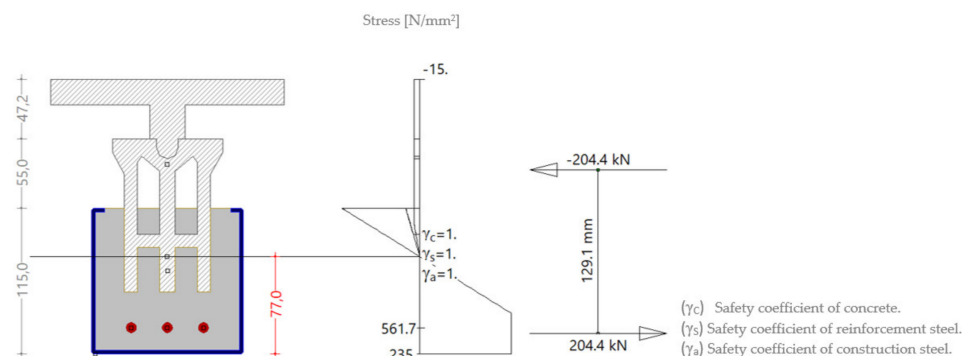 Stress [N/mm²]
-15.
47,2
55,0
115,0
77,0
-204.4 kN
129.1 mm
204.4 kN
γc=1.
γs=1.
γa=1.
561.7
235
(γc) Safety coefficient of concrete.
(γs) Safety coefficient of reinforcement steel.
(γa) Safety coefficient of construction steel.